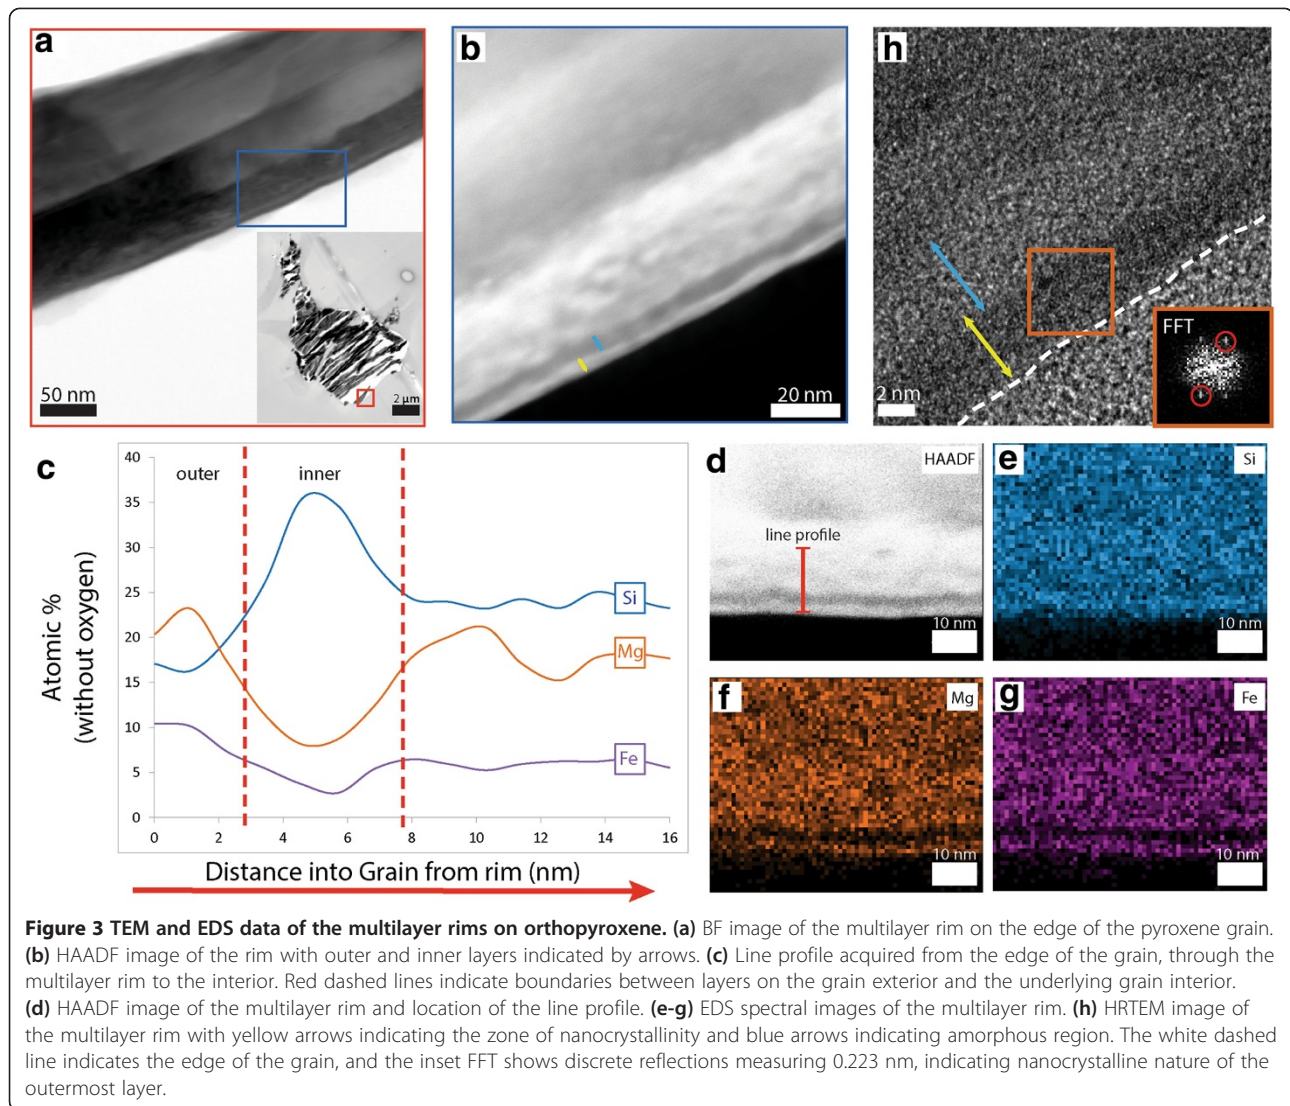 a
50 nm
2 μm
b
20 nm
h
FFT
2 nm
c
Atomic %
(without oxygen)
40
35
30
25
20
15
10
5
0
outer
inner
Si
Mg
Fe
0 2 4 6 8 10 12 14 16
Distance into Grain from rim (nm)
d
HAADF
line profile
10 nm
e
Si
10 nm
f
Mg
10 nm
g
Fe
10 nm
Figure 3 TEM and EDS data of the multilayer rims on orthopyroxene. (a) BF image of the multilayer rim on the edge of the pyroxene grain.
(b) HAADF image of the rim with outer and inner layers indicated by arrows. (c) Line profile acquired from the edge of the grain, through the
multilayer rim to the interior. Red dashed lines indicate boundaries between layers on the grain exterior and the underlying grain interior.
(d) HAADF image of the multilayer rim and location of the line profile. (e-g) EDS spectral images of the multilayer rim. (h) HRTEM image of
the multilayer rim with yellow arrows indicating the zone of nanocrystallinity and blue arrows indicating amorphous region. The white dashed
line indicates the edge of the grain, and the inset FFT shows discrete reflections measuring 0.223 nm, indicating nanocrystalline nature of the
outermost layer.